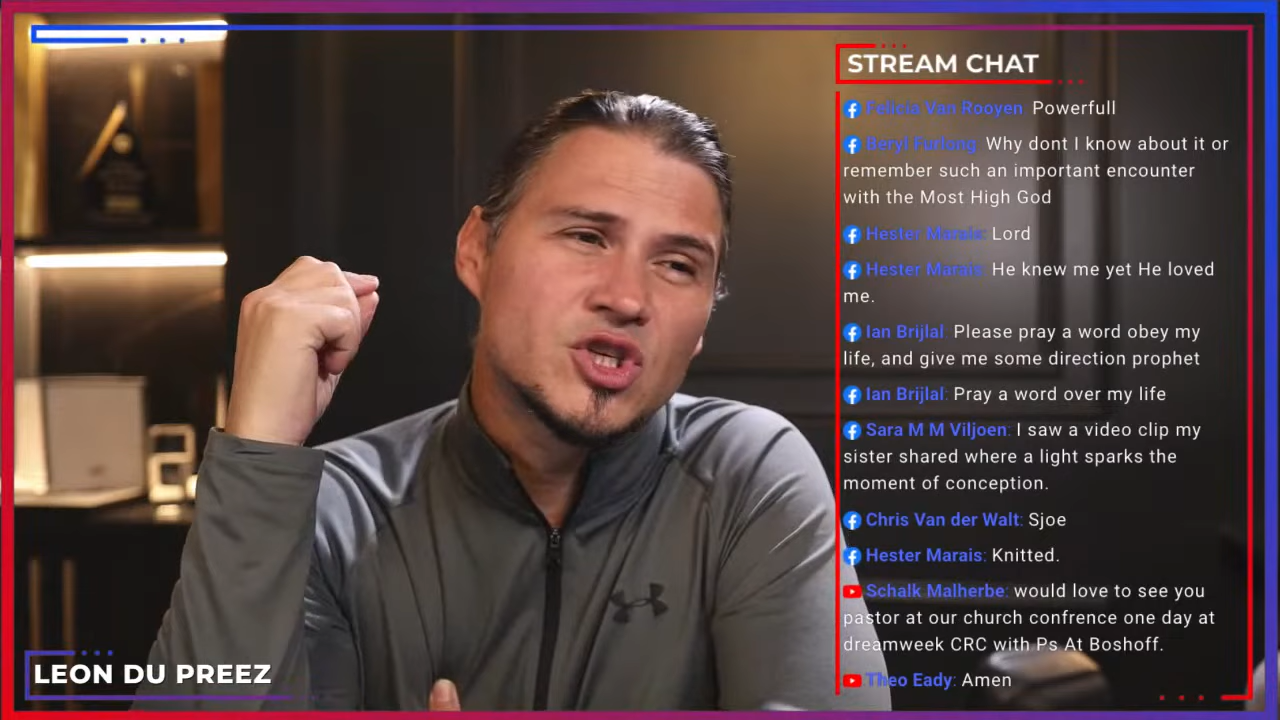 STREAM CHAT
Felicia Van Rooyen: Powerfull
Beryl Furlong: Why dont I know about it or
remember such an important encounter
with the Most High God
Hester Marais: Lord
Hester Marais: He knew me yet He loved
me.
Ian Brijlal: Please pray a word obey my
life, and give me some direction prophet
Ian Brijlal: Pray a word over my life
Sara M M Viljoen: I saw a video clip my
sister shared where a light sparks the
moment of conception.
Chris Van der Walt: Sjoe
Hester Marais: Knitted.
Schalk Malherbe: would love to see you
pastor at our church confrence one day at
dreamweek CRC with Ps At Boshoff.
Theo Eady: Amen
LEON DU PREEZ